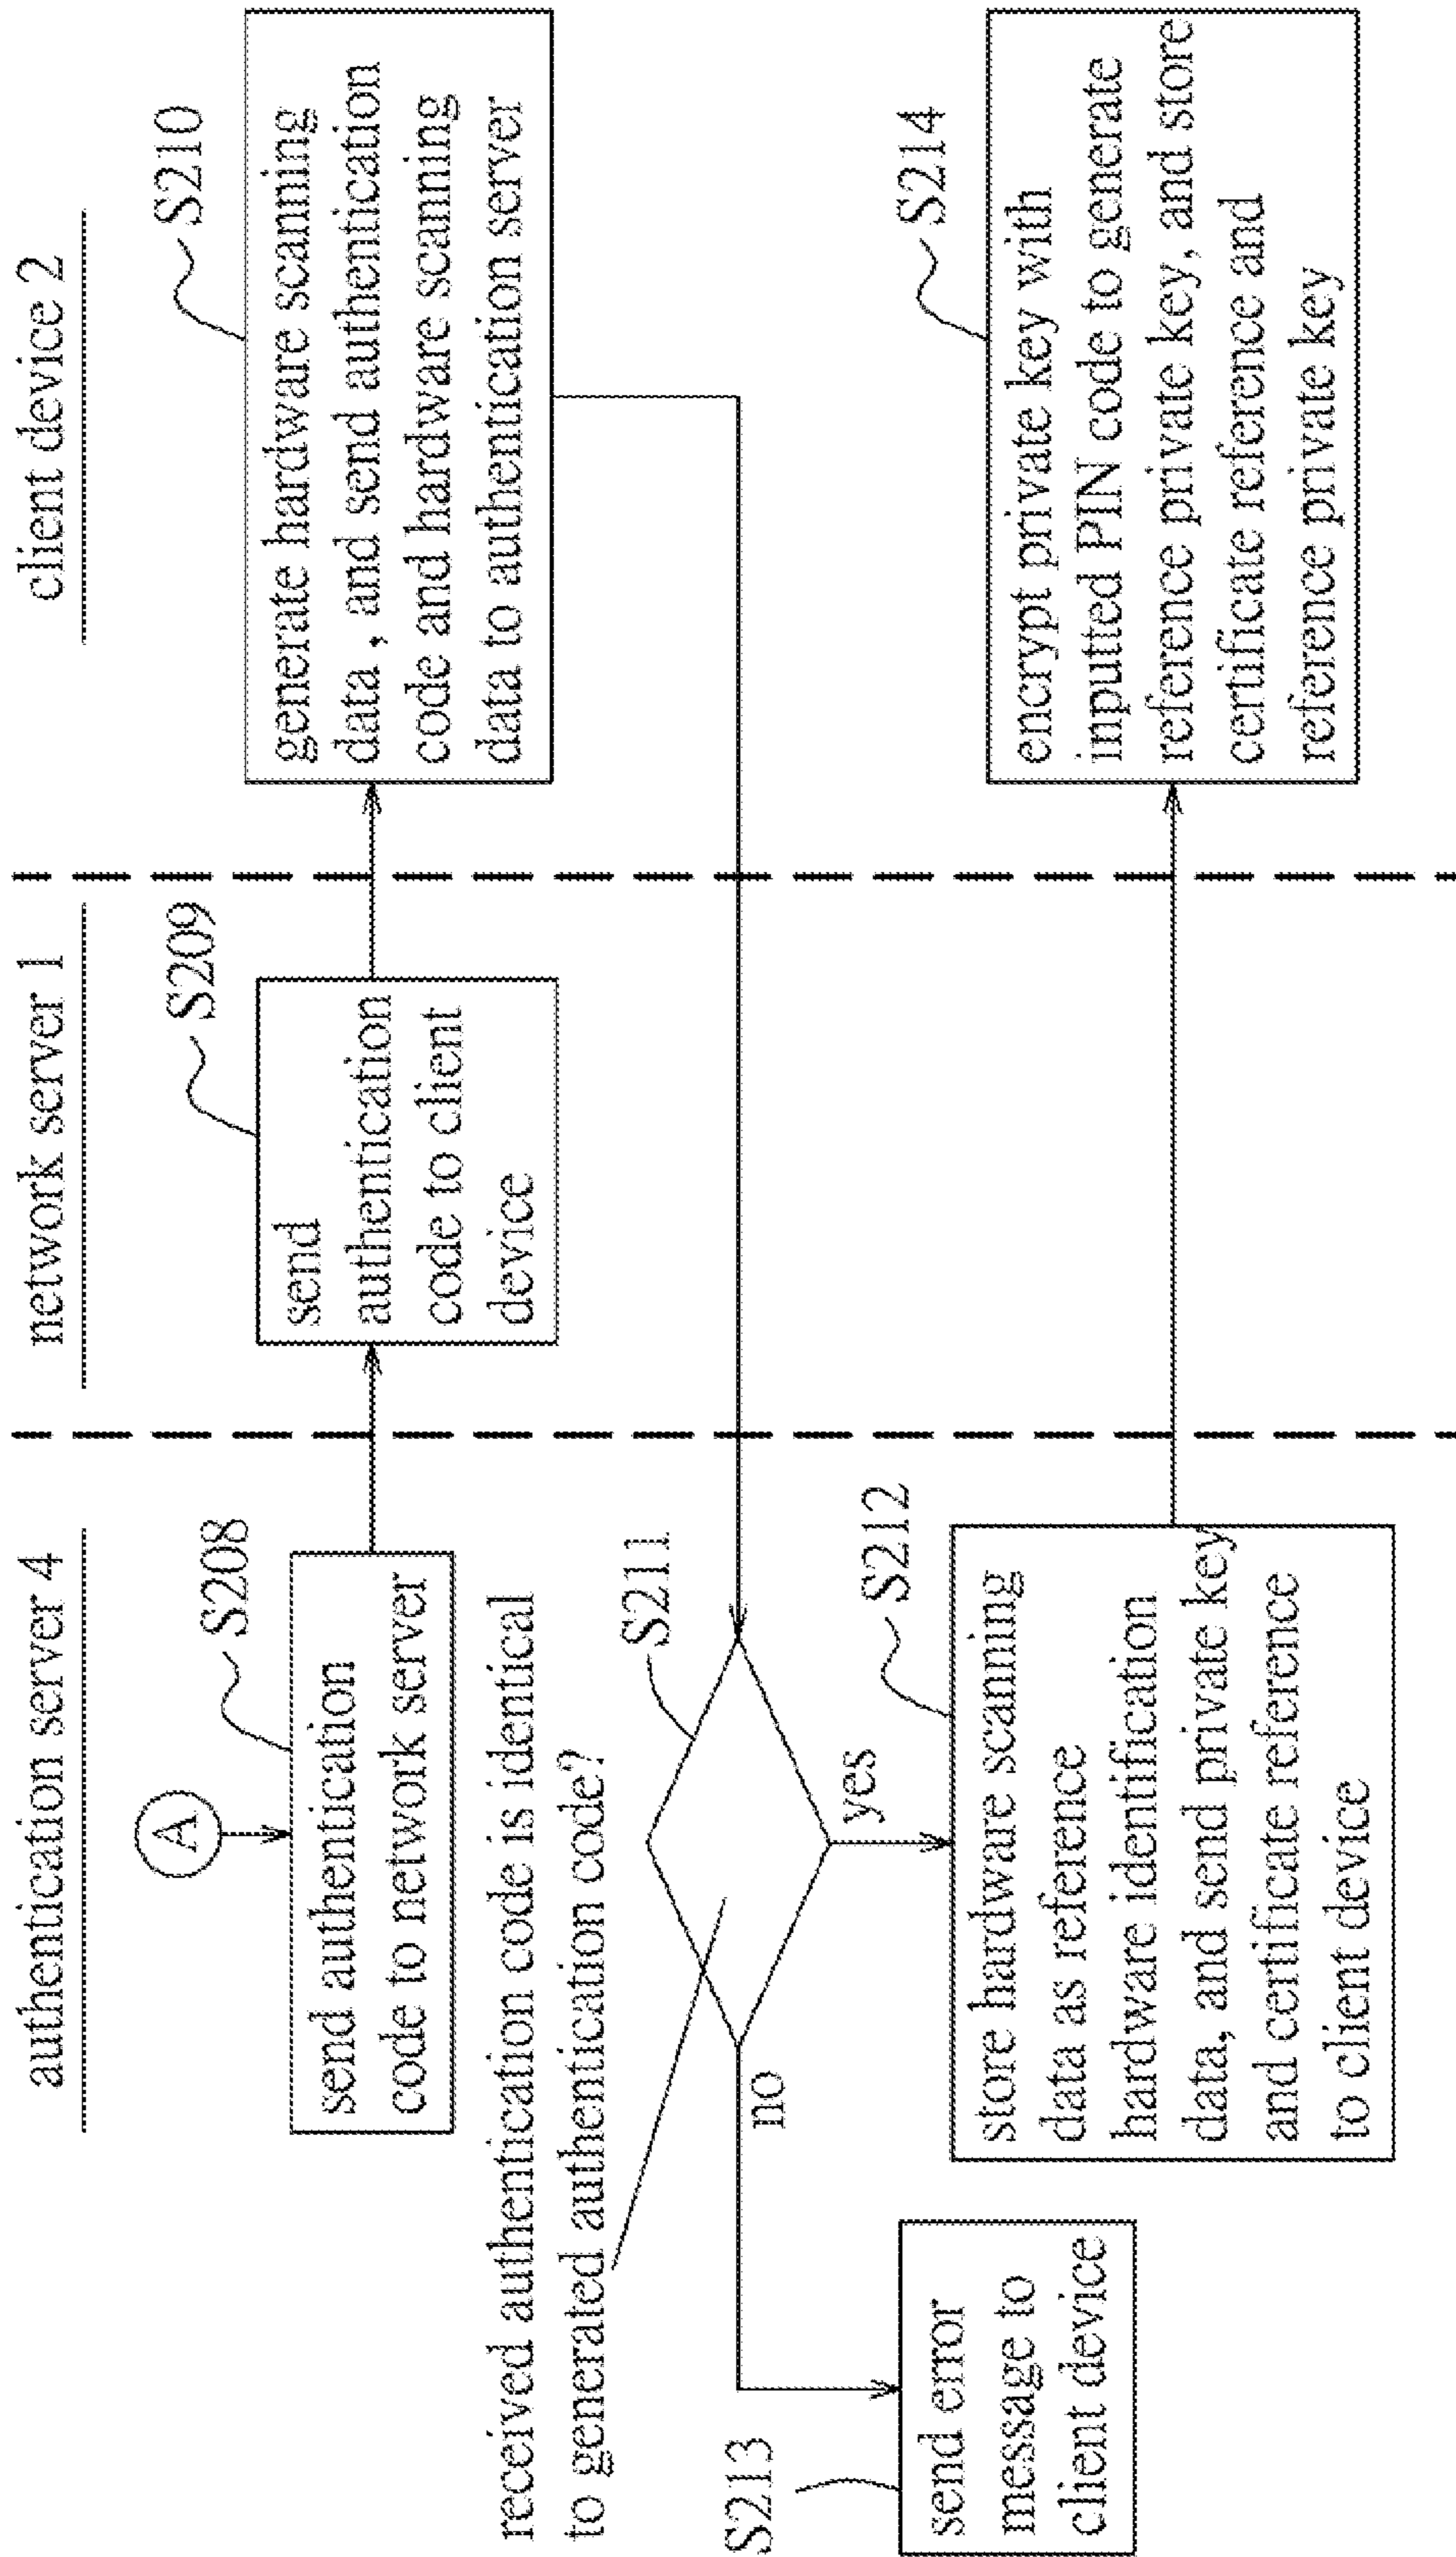 authentication server 4
network server 1
client device 2
A
S208
send authentication
code to network server
S209
send
authentication
code to client
device
S210
generate hardware scanning
data , and send authentication
code and hardware scanning
data to authentication server
received authentication code is identical
to generated authentication code?
S211
yes
no
S213
send error
message to
client device
S212
store hardware scanning
data as reference
hardware identification
data, and send private key
and certificate reference
to client device
S214
encrypt private key with
inputted PIN code to generate
reference private key, and store
certificate reference and
reference private key